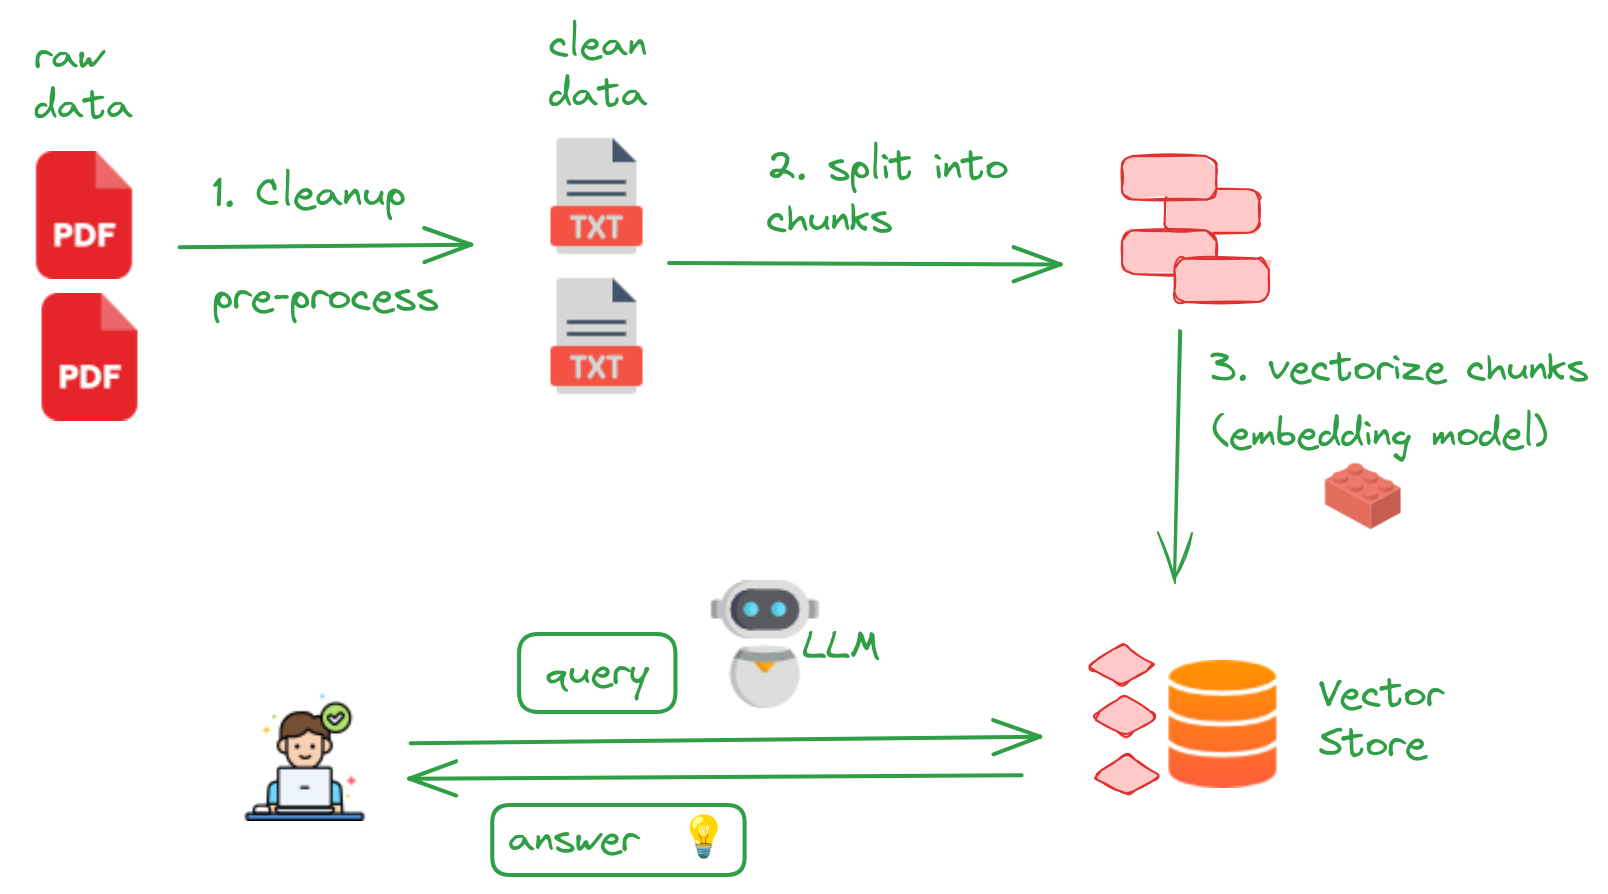 raw
data
PDF
PDF
1. Cleanup
pre-process
clean
data
TXT
TXT
2. split into
chunks
3. vectorize chunks
(embedding model)
query
LLM
Vector
Store
answer